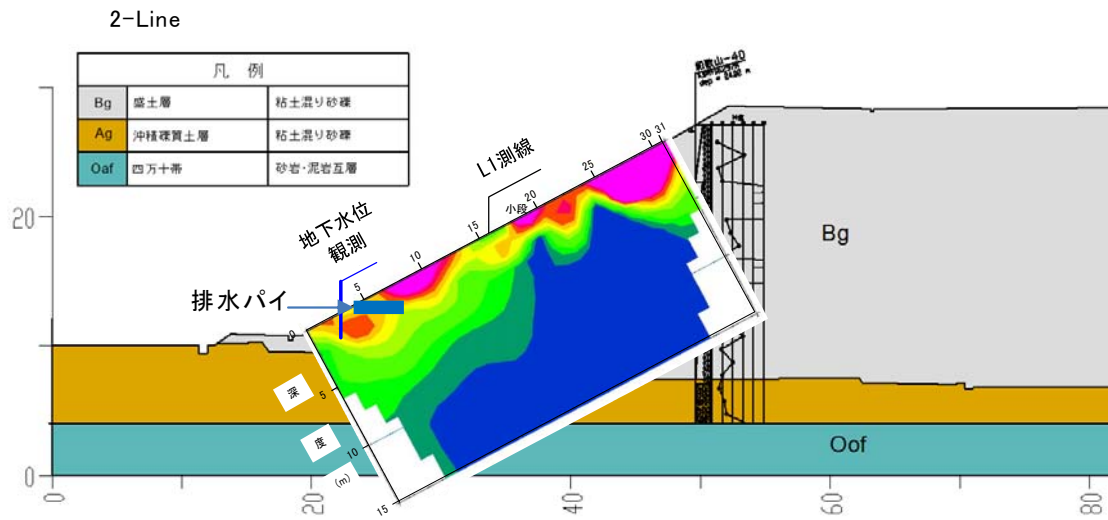 2-Line
凡 例
Bg 盛土層 粘土混り砂礫
Ag 沖積礫質土層 粘土混り砂礫
Oaf 四万十帯 砂岩・泥岩互層
和歌山-40
20
0
L1測線
小段
地下水位
観測
排水パイ
0 5 10 15 20 25 30 31
深
度
(m)
5
10
15
Bg
Oof
0 20 40 60 80